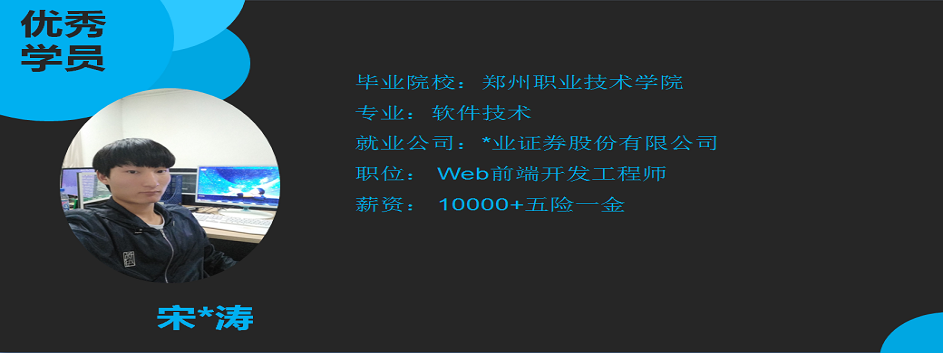 优秀
学员
毕业院校：郑州职业技术学院
专业：软件技术
就业公司：*业证券股份有限公司
职位： Web前端开发工程师
薪资： 10000+五险一金
宋*涛